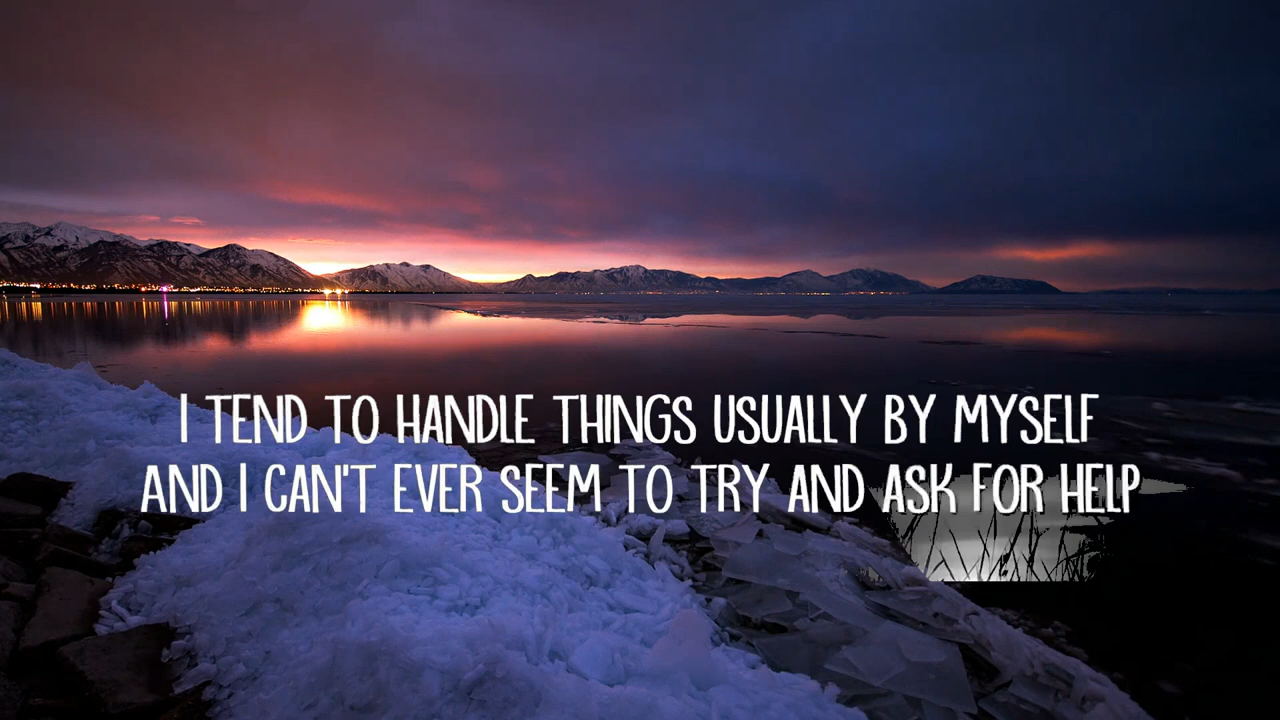 I TEND TO HANDLE THINGS USUALLY BY MYSELF
AND I CAN'T EVER SEEM TO TRY AND ASK FOR HELP